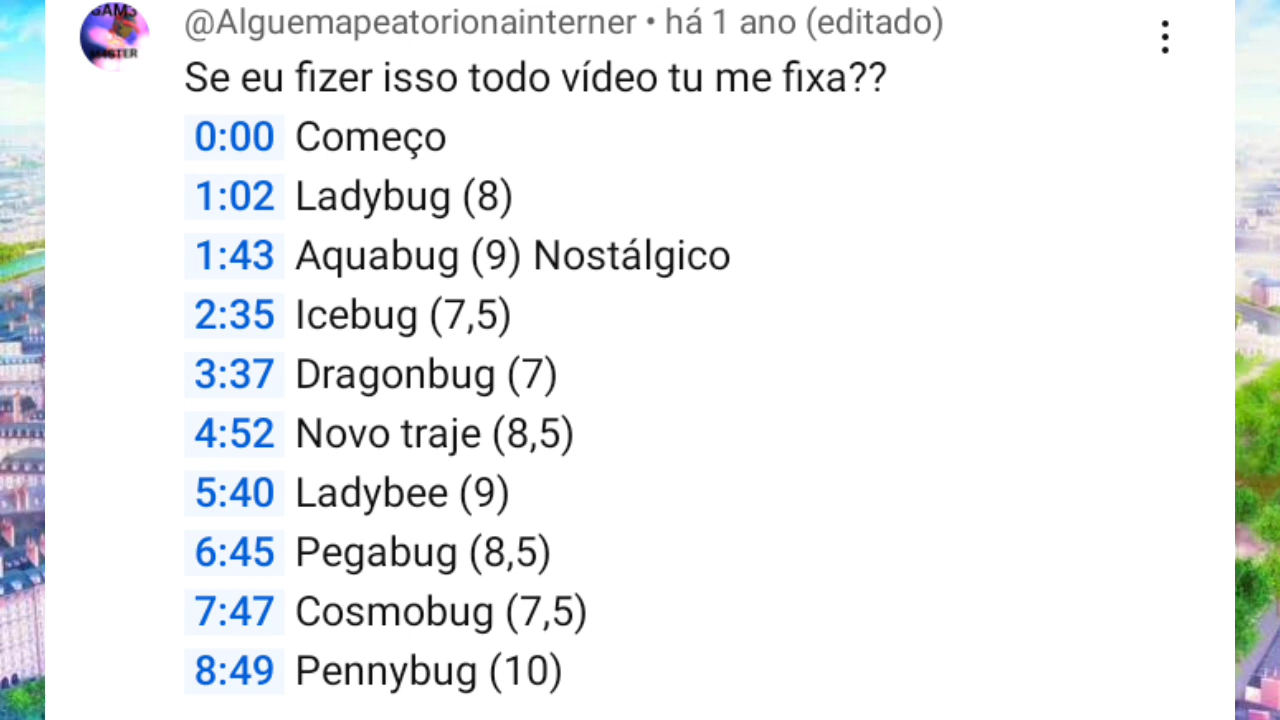 GAMS
@Alguemapeatorionainterner • há 1 ano (editado)
Se eu fizer isso todo vídeo tu me fixa??
0:00 Começo
1:02 Ladybug (8)
1:43 Aquabug (9) Nostálgico
2:35 Icebug (7,5)
3:37 Dragonbug (7)
4:52 Novo traje (8,5)
5:40 Ladybee (9)
6:45 Pegabug (8,5)
7:47 Cosmobug (7,5)
8:49 Pennybug (10)